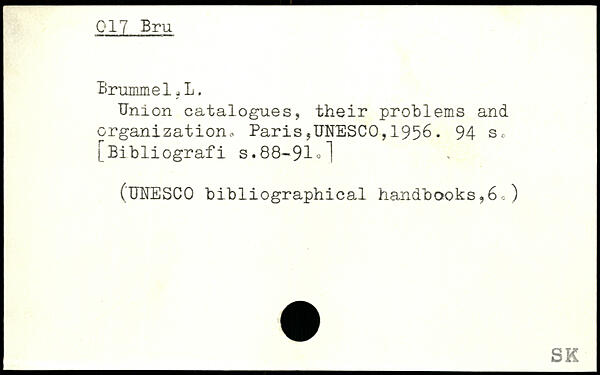 017 Bru
Brummel,L.
Union catalogues, their problems and
organization. Paris,UNESCO,1956. 94 s.
[Bibliografi s.88-91.]
(UNESCO bibliographical handbooks,6.)
SK